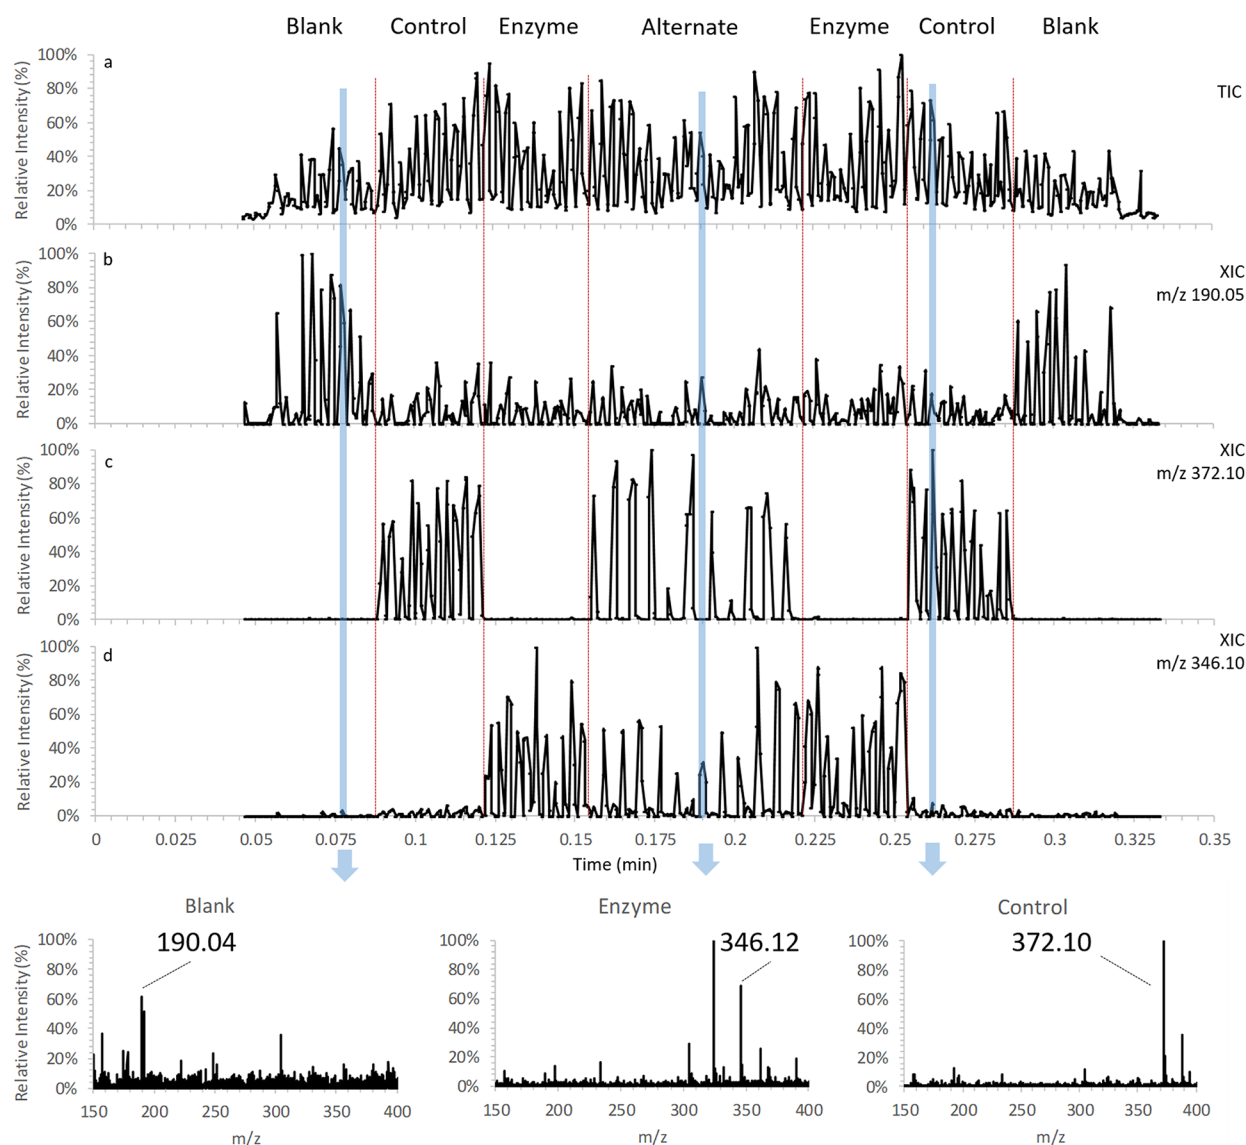 Blank Control Enzyme Alternate Enzyme Control Blank
a
TIC
Relative Intensity (%)
100%
80%
60%
40%
20%
0%
b
XIC
m/z 190.05
Relative Intensity (%)
100%
80%
60%
40%
20%
0%
c
XIC
m/z 372.10
Relative Intensity (%)
100%
80%
60%
40%
20%
0%
d
XIC
m/z 346.10
Relative Intensity (%)
100%
80%
60%
40%
20%
0%
0 0.025 0.05 0.075 0.1 0.125 0.15 0.175 0.2 0.225 0.25 0.275 0.3 0.325 0.35
Time (min)
Blank
190.04
Relative Intensity (%)
100%
80%
60%
40%
20%
0%
150 200 250 300 350 400
m/z
Enzyme
346.12
100%
80%
60%
40%
20%
0%
150 200 250 300 350 400
m/z
Control
372.10
100%
80%
60%
40%
20%
0%
150 200 250 300 350 400
m/z